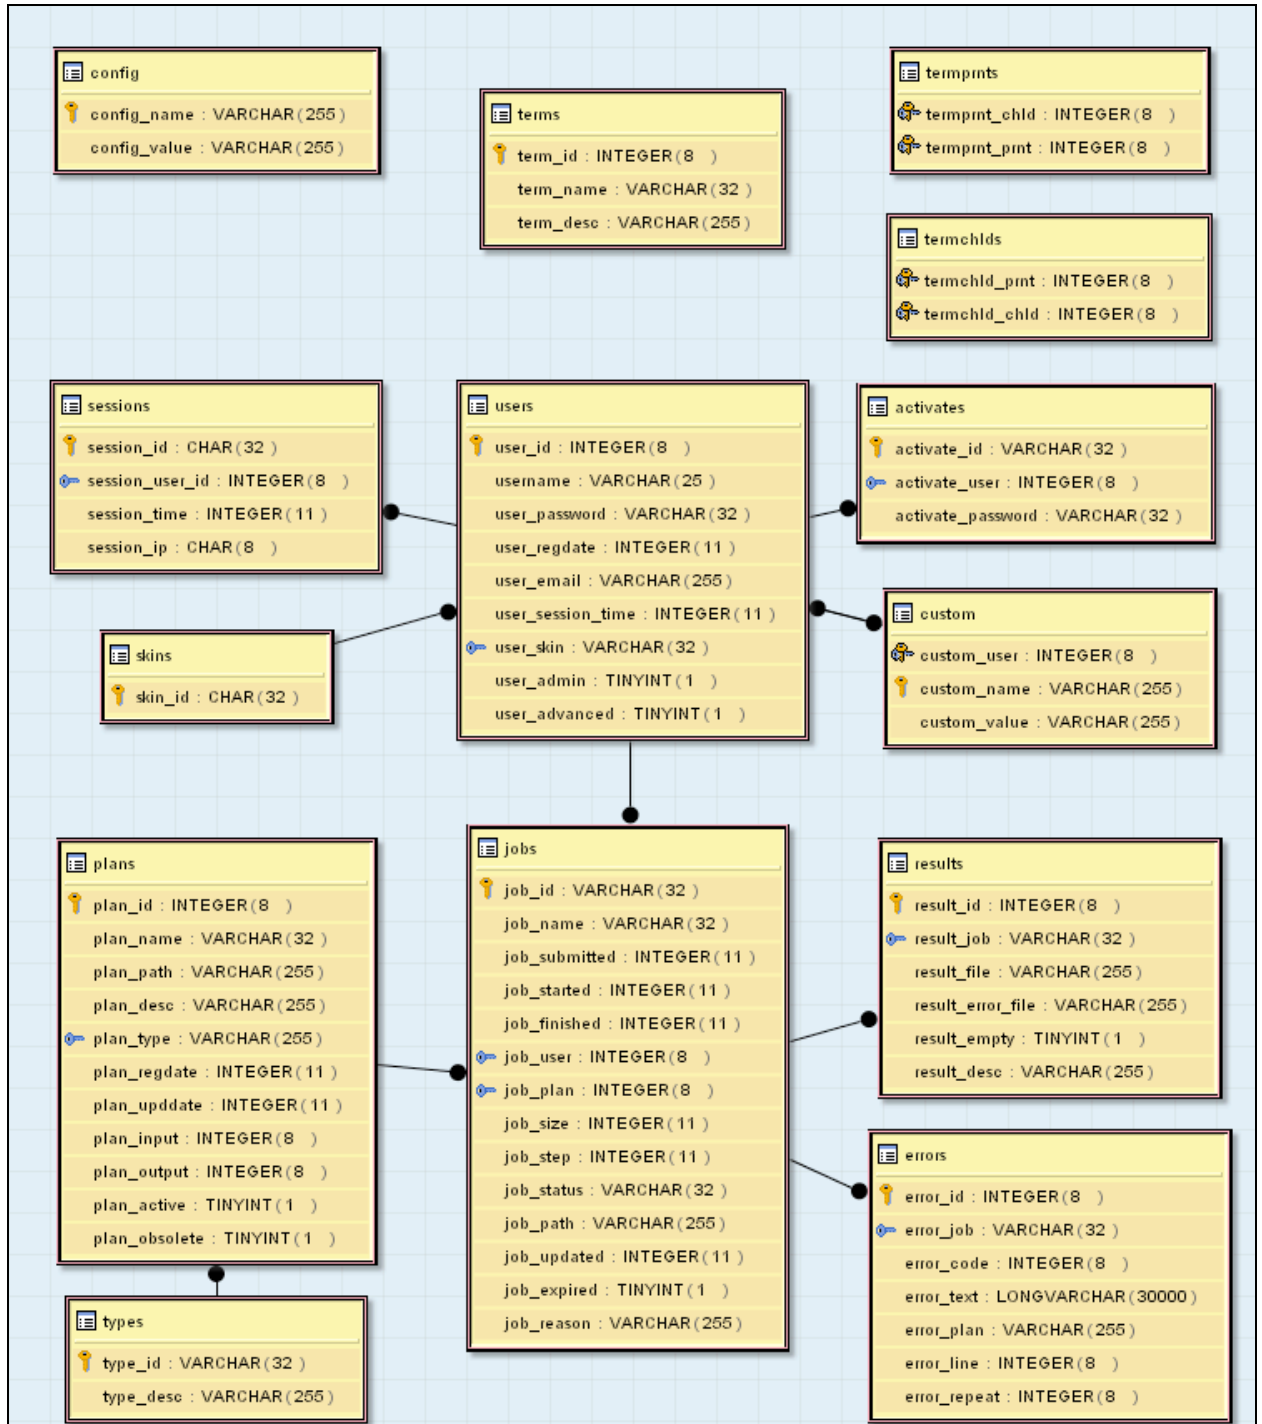 config
config_name : VARCHAR(255)
config_value : VARCHAR(255)
terms
term_id : INTEGER(8 )
term_name : VARCHAR(32)
term_desc : VARCHAR(255)
termprnts
termprnt_chld : INTEGER(8 )
termprnt_prnt : INTEGER(8 )
termchlds
termchld_prnt : INTEGER(8 )
termchld_chld : INTEGER(8 )
sessions
session_id : CHAR(32)
session_user_id : INTEGER(8 )
session_time : INTEGER(11)
session_ip : CHAR(8 )
users
user_id : INTEGER(8 )
username : VARCHAR(25)
user_password : VARCHAR(32)
user_regdate : INTEGER(11)
user_email : VARCHAR(255)
user_session_time : INTEGER(11)
user_skin : VARCHAR(32)
user_admin : TINYINT(1 )
user_advanced : TINYINT(1 )
activates
activate_id : VARCHAR(32)
activate_user : INTEGER(8 )
activate_password : VARCHAR(32)
skins
skin_id : CHAR(32)
custom
custom_user : INTEGER(8 )
custom_name : VARCHAR(255)
custom_value : VARCHAR(255)
plans
plan_id : INTEGER(8 )
plan_name : VARCHAR(32)
plan_path : VARCHAR(255)
plan_desc : VARCHAR(255)
plan_type : VARCHAR(255)
plan_regdate : INTEGER(11)
plan_upddate : INTEGER(11)
plan_input : INTEGER(8 )
plan_output : INTEGER(8 )
plan_active : TINYINT(1 )
plan_obsolete : TINYINT(1 )
jobs
job_id : VARCHAR(32)
job_name : VARCHAR(32)
job_submitted : INTEGER(11)
job_started : INTEGER(11)
job_finished : INTEGER(11)
job_user : INTEGER(8 )
job_plan : INTEGER(8 )
job_size : INTEGER(11)
job_step : INTEGER(11)
job_status : VARCHAR(32)
job_path : VARCHAR(255)
job_updated : INTEGER(11)
job_expired : TINYINT(1 )
job_reason : VARCHAR(255)
results
result_id : INTEGER(8 )
result_job : VARCHAR(32)
result_file : VARCHAR(255)
result_error_file : VARCHAR(255)
result_empty : TINYINT(1 )
result_desc : VARCHAR(255)
types
type_id : VARCHAR(32)
type_desc : VARCHAR(255)
errors
error_id : INTEGER(8 )
error_job : VARCHAR(32)
error_code : INTEGER(8 )
error_text : LONGVARCHAR(30000)
error_plan : VARCHAR(255)
error_line : INTEGER(8 )
error_repeat : INTEGER(8 )